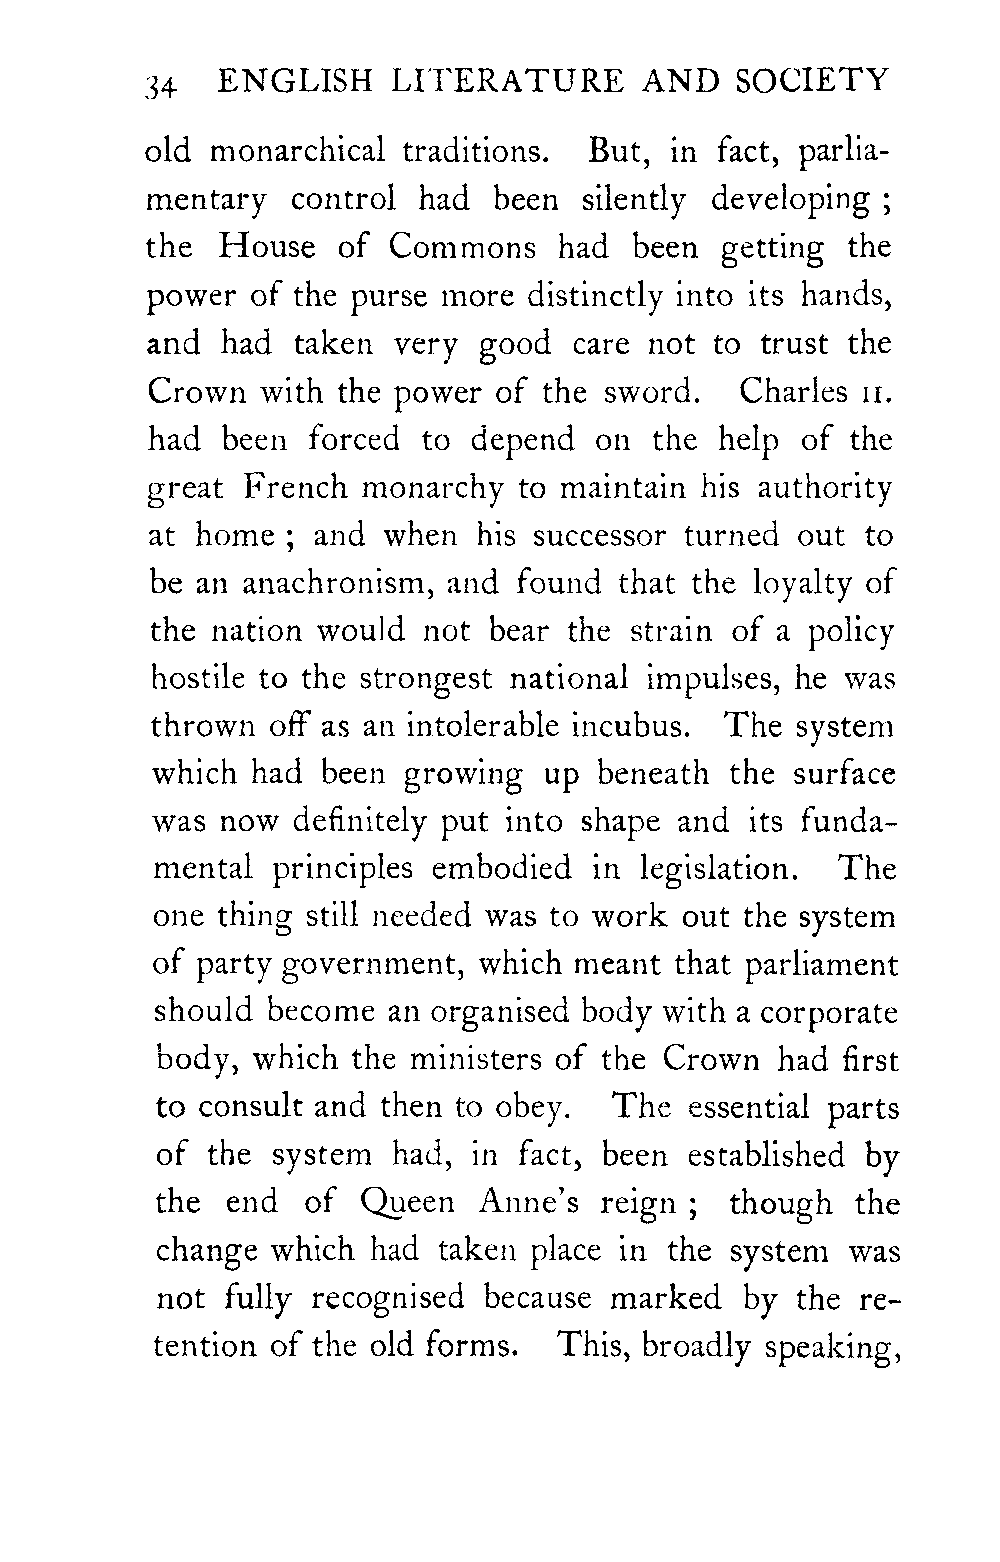 34 ENGLISH LITERATURE AND SOCIETY
old monarchical traditions. But, in fact, parlia-
mentary control had been silently developing ;
the House of Commons had been getting the
power of the purse more distinctly into its hands,
and had taken very good care not to trust the
Crown with the power of the sword. Charles II.
had been forced to depend on the help of the
great French monarchy to maintain his authority
at home ; and when his successor turned out to
be an anachronism, and found that the loyalty of
the nation would not bear the strain of a policy
hostile to the strongest national impulses, he was
thrown off as an intolerable incubus. The system
which had been growing up beneath the surface
was now definitely put into shape and its funda-
mental principles embodied in legislation. The
one thing still needed was to work out the system
of party government, which meant that parliament
should become an organised body with a corporate
body, which the ministers of the Crown had first
to consult and then to obey. The essential parts
of the system had, in fact, been established by
the end of Queen Anne's reign ; though the
change which had taken place in the system was
not fully recognised because marked by the re-
tention of the old forms. This, broadly speaking,